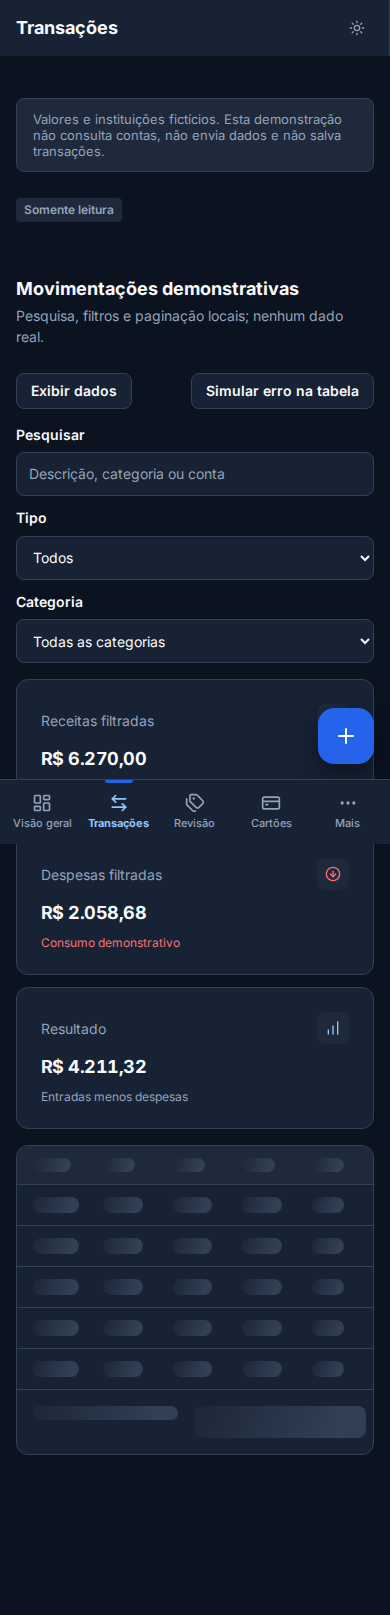 Transações
Valores e instituições fictícios. Esta demonstração
não consulta contas, não envia dados e não salva
transações.
Somente leitura
Movimentações demonstrativas
Pesquisa, filtros e paginação locais; nenhum dado
real.
Exibir dados
Simular erro na tabela
Pesquisar
Descrição, categoria ou conta
Tipo
Todos
Categoria
Todas as categorias
Receitas filtradas
R$ 6.270,00
Visão geral
Transações
Revisão
Cartões
Mais
Despesas filtradas
R$ 2.058,68
Consumo demonstrativo
Resultado
R$ 4.211,32
Entradas menos despesas